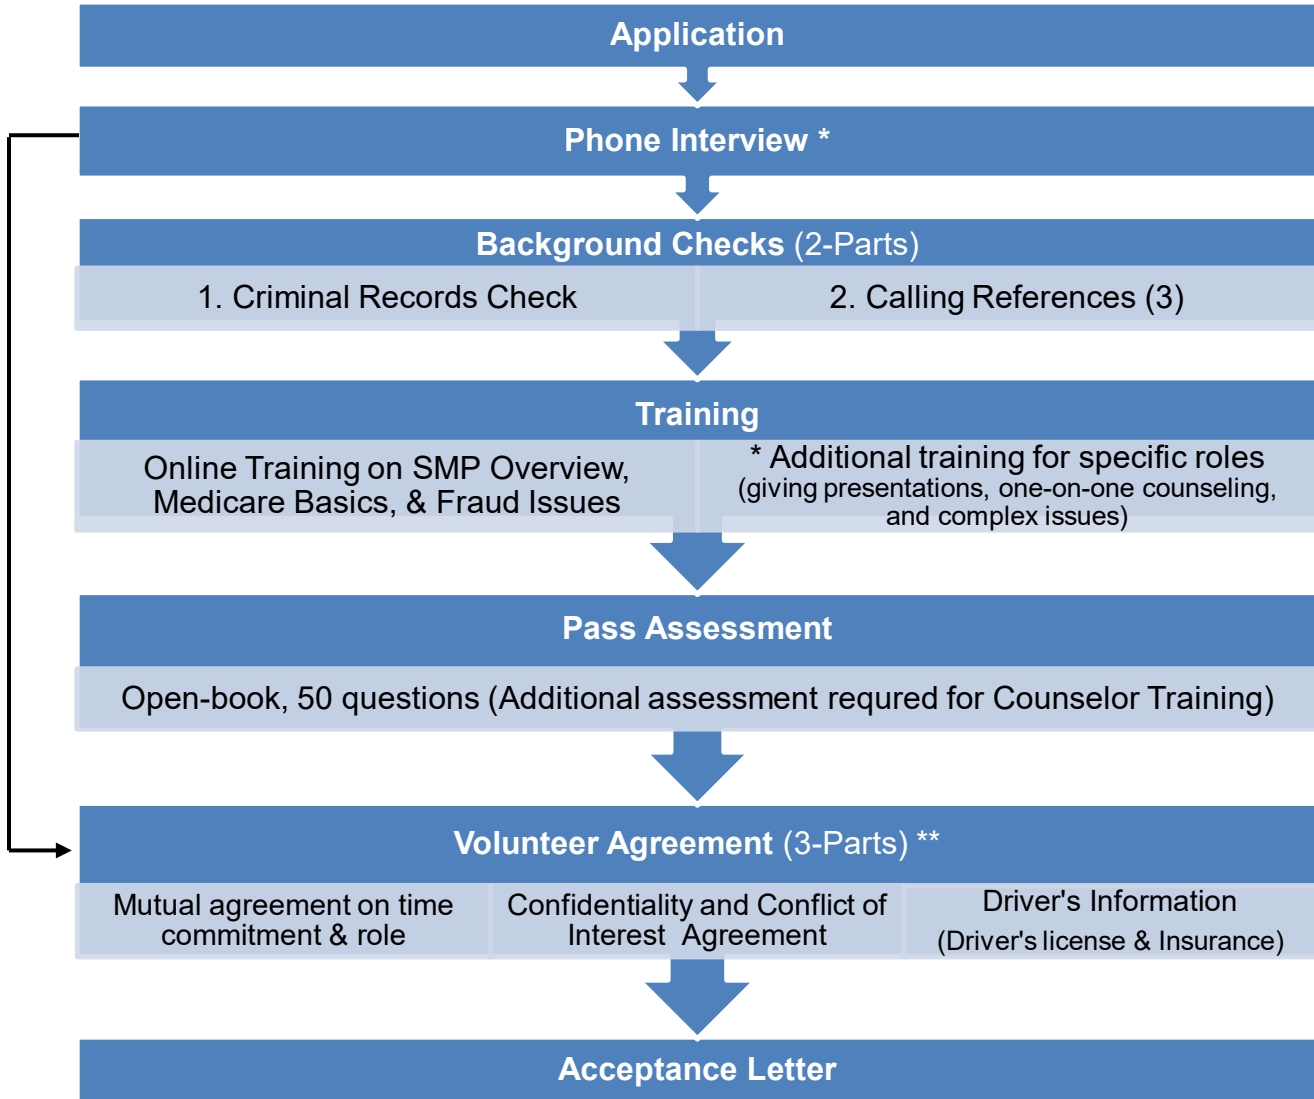 Application
Phone Interview *
Background Checks (2-Parts)
1. Criminal Records Check
2. Calling References (3)
Training
Online Training on SMP Overview,
Medicare Basics, & Fraud Issues
* Additional training for specific roles
(giving presentations, one-on-one counseling,
and complex issues)
Pass Assessment
Open-book, 50 questions (Additional assessment requred for Counselor Training)
Volunteer Agreement (3-Parts) **
Mutual agreement on time
commitment & role
Confidentiality and Conflict of
Interest Agreement
Driver's Information
(Driver's license & Insurance)
Acceptance Letter